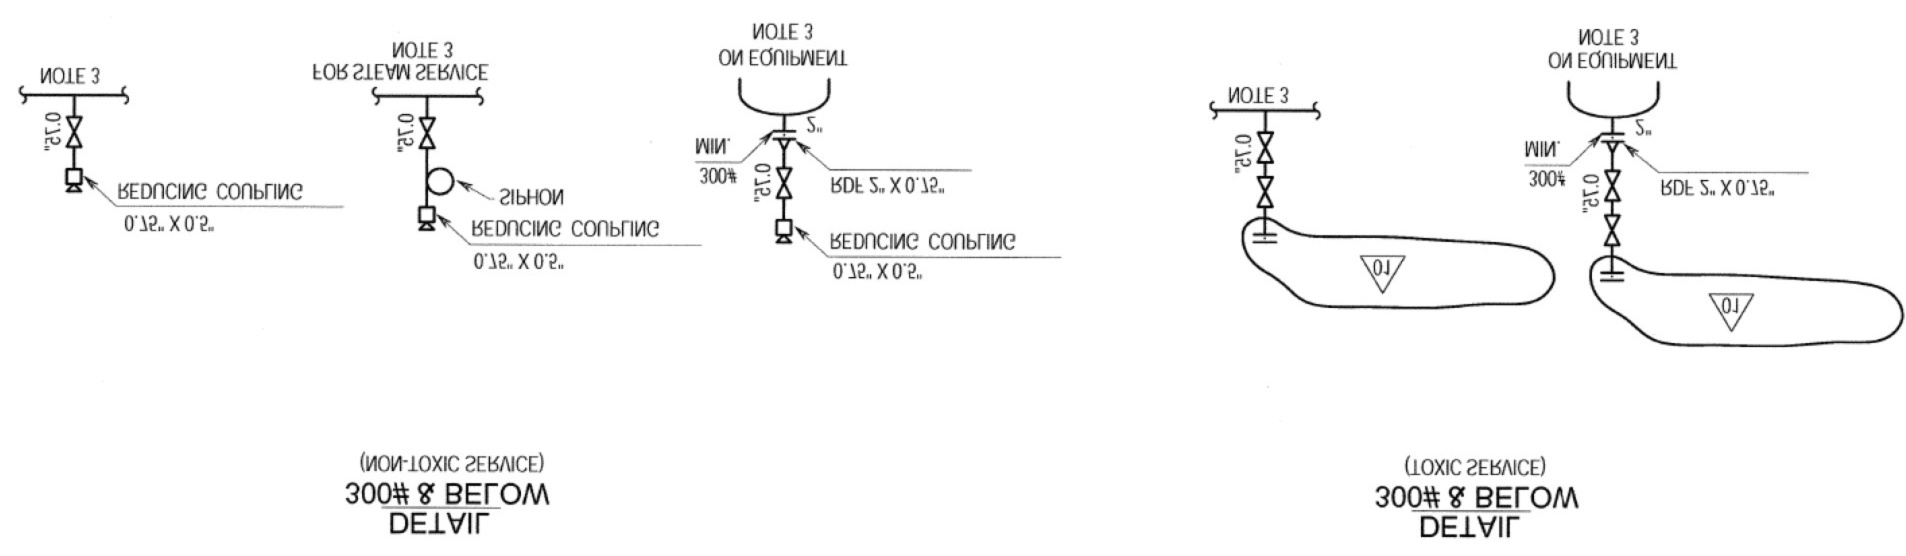 DETAIL
300# & BELOW
(NON-TOXIC SERVICE)
0.75" X 0.5"
REDUCING COUPLING
0.75"
NOTE 3
0.75" X 0.5"
REDUCING COUPLING
SIPHON
0.75"
FOR STEAM SERVICE
NOTE 3
0.75" X 0.5"
REDUCING COUPLING
RDF 2" X 0.75"
0.75"
300#
MIN.
2"
ON EQUIPMENT
NOTE 3
DETAIL
300# & BELOW
(TOXIC SERVICE)
01
0.75"
NOTE 3
01
RDF 2" X 0.75"
0.75"
300#
MIN.
2"
ON EQUIPMENT
NOTE 3